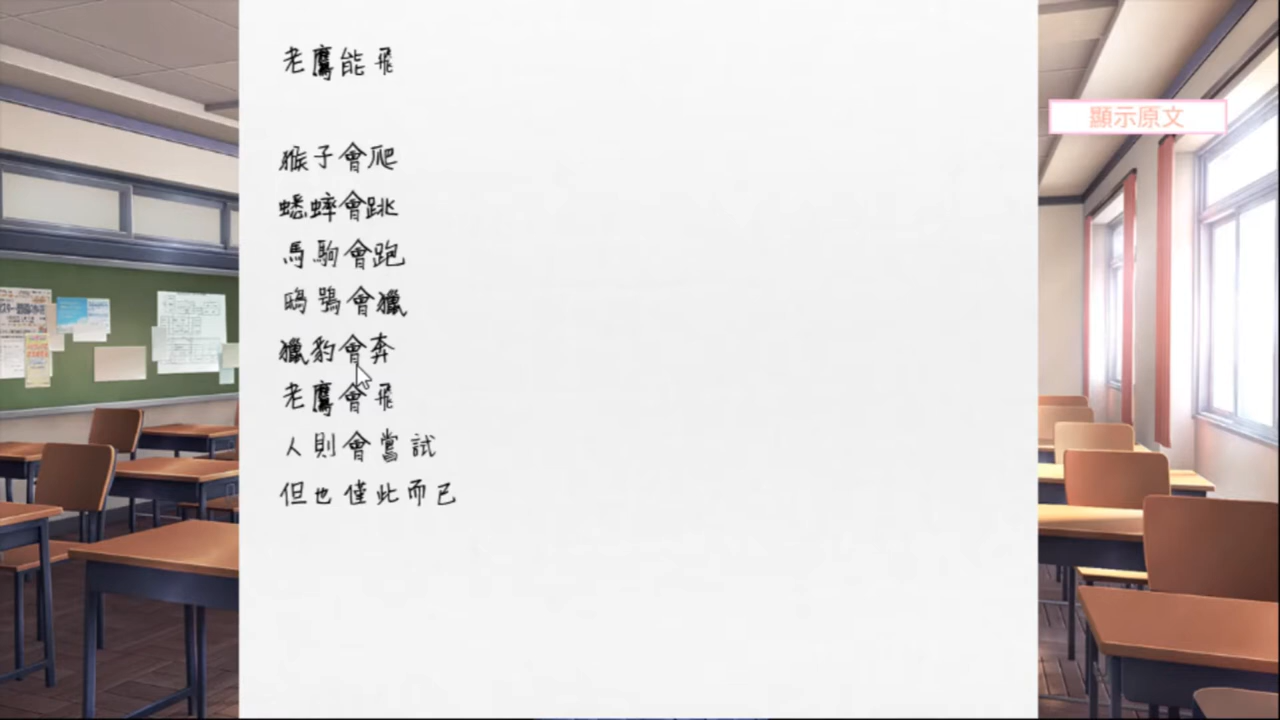 老鷹能飛
猴子會爬
蟋蟀會跳
馬駒會跑
鴟鴞會獵
獵豹會奔
老鷹會飛
人則會嘗試
但也僅此而已
顯示原文